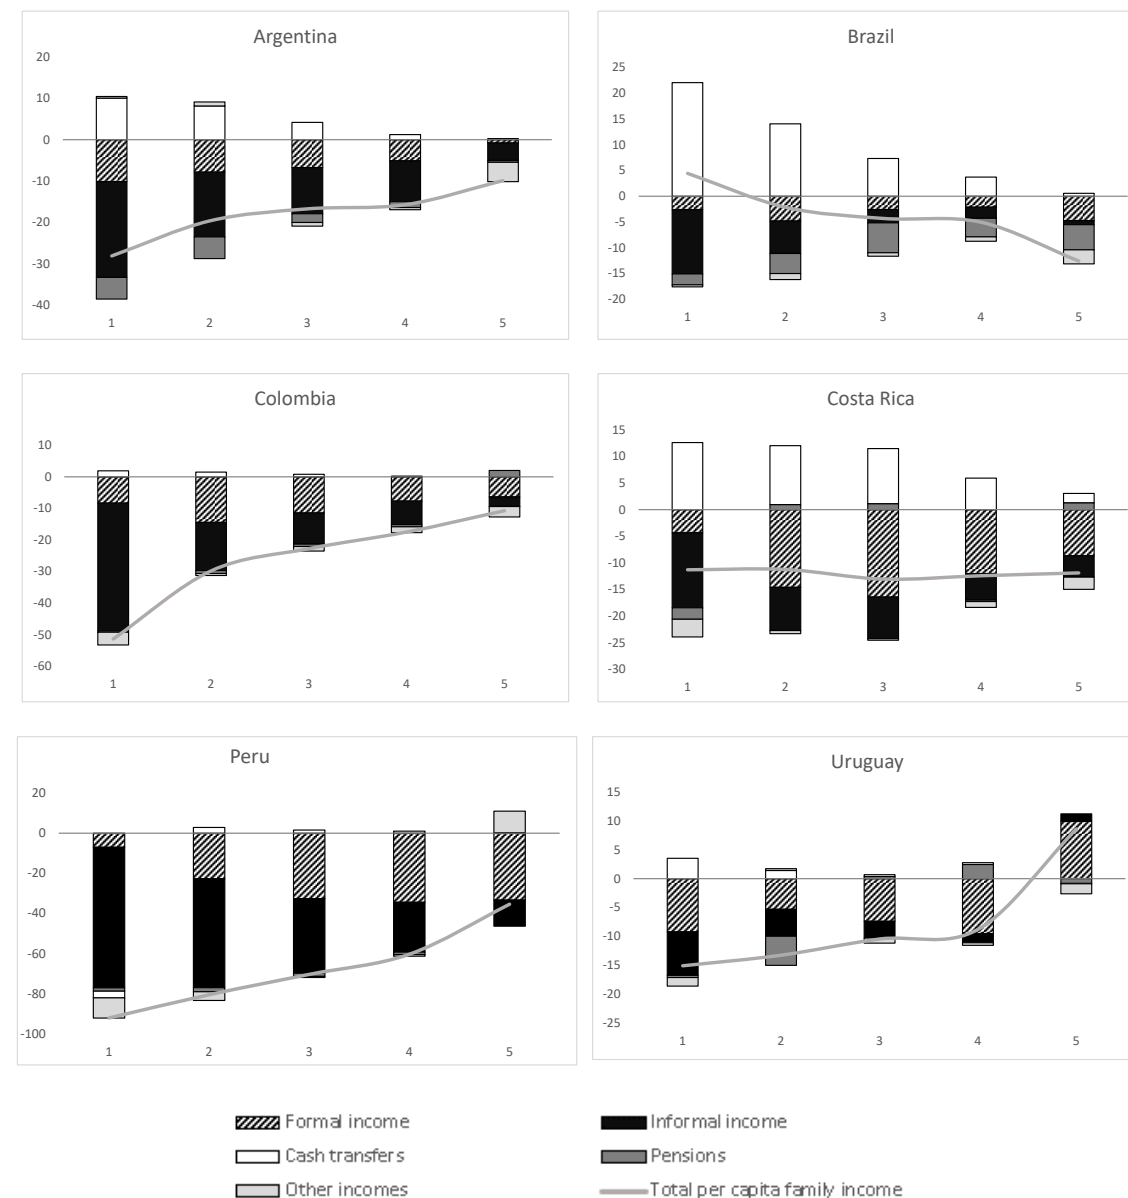 Argentina
20
10
0
-10
-20
-30
-40
1 2 3 4 5
Brazil
25
20
15
10
5
0
-5
-10
-15
-20
1 2 3 4 5
Colombia
10
0
-10
-20
-30
-40
-50
-60
1 2 3 4 5
Costa Rica
15
10
5
0
-5
-10
-15
-20
-25
-30
1 2 3 4 5
Peru
20
0
-20
-40
-60
-80
-100
1 2 3 4 5
Uruguay
15
10
5
0
-5
-10
-15
-20
-25
1 2 3 4 5
Formal income
Informal income
Cash transfers
Pensions
Other incomes
Total per capita family income